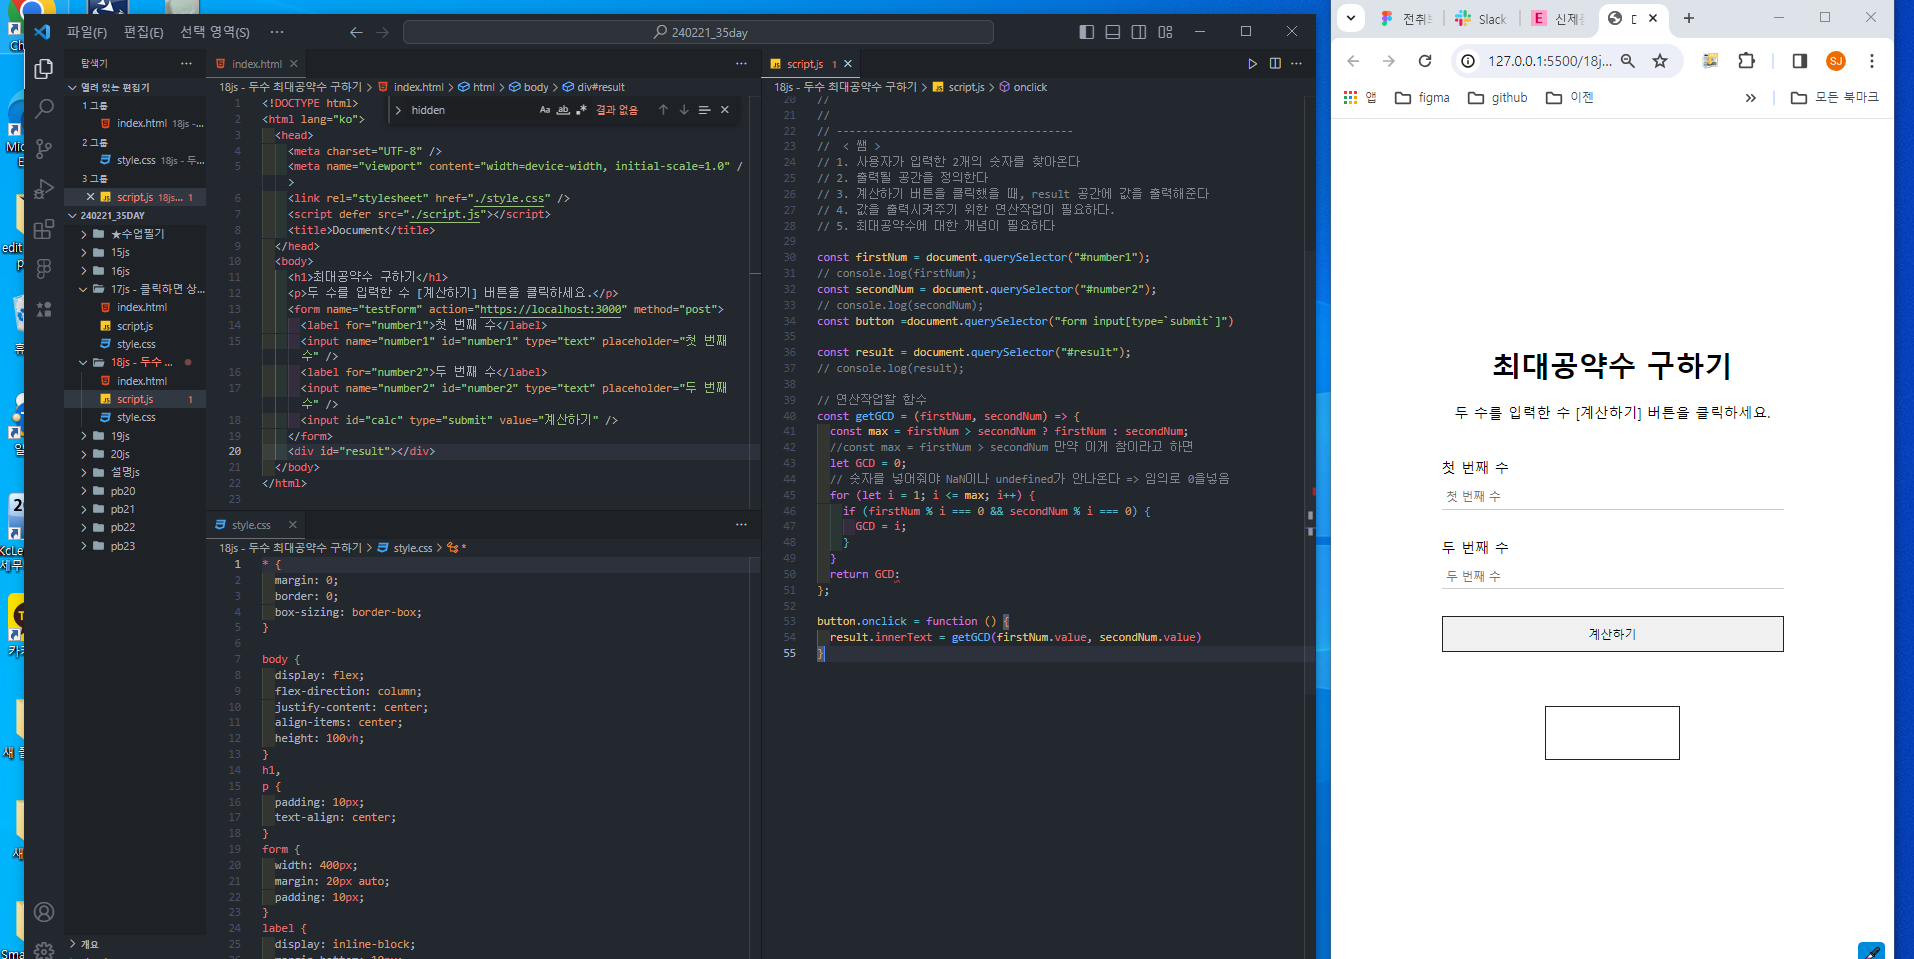 파일(F) 편집(E) 선택 영역(S) ··· 240221_35day
탐색기 ···
열려 있는 편집기
1 그룹
index.html 18js -...
2 그룹
style.css 18js - 두...
3 그룹
script.js 18js... 1
240221_35DAY
★수업필기
15js
16js
17js - 클릭하면 상...
index.html
script.js
style.css
18js - 두수 ...
index.html
script.js 1
style.css
19js
20js
설명js
pb20
pb21
pb22
pb23
개요
index.html
18js - 두수 최대공약수 구하기 > index.html > html > body > div#result
hidden Aa ab 결과 없음
1 <!DOCTYPE html>
2 <html lang="ko">
3 <head>
4 <meta charset="UTF-8" />
5 <meta name="viewport" content="width=device-width, initial-scale=1.0" /
>
6 <link rel="stylesheet" href="./style.css" />
7 <script defer src="./script.js"></script>
8 <title>Document</title>
9 </head>
10 <body>
11 <h1>최대공약수 구하기</h1>
12 <p>두 수를 입력한 수 [계산하기] 버튼을 클릭하세요.</p>
13 <form name="testForm" action="https://localhost:3000" method="post">
14 <label for="number1">첫 번째 수</label>
15 <input name="number1" id="number1" type="text" placeholder="첫 번째
수" />
16 <label for="number2">두 번째 수</label>
17 <input name="number2" id="number2" type="text" placeholder="두 번째
수" />
18 <input id="calc" type="submit" value="계산하기" />
19 </form>
20 <div id="result"></div>
21 </body>
22 </html>
23
style.css
18js - 두수 최대공약수 구하기 > style.css > *
1 * {
2 margin: 0;
3 border: 0;
4 box-sizing: border-box;
5 }
6
7 body {
8 display: flex;
9 flex-direction: column;
10 justify-content: center;
11 align-items: center;
12 height: 100vh;
13 }
14 h1,
15 p {
16 padding: 10px;
17 text-align: center;
18 }
19 form {
20 width: 400px;
21 margin: 20px auto;
22 padding: 10px;
23 }
24 label {
25 display: inline-block;
script.js 1
18js - 두수 최대공약수 구하기 > script.js > onclick
20 //
21 //
22 // -------------------------------------
23 // < 쌤 >
24 // 1. 사용자가 입력한 2개의 숫자를 찾아온다
25 // 2. 출력될 공간을 정의한다
26 // 3. 계산하기 버튼을 클릭했을 때, result 공간에 값을 출력해준다
27 // 4. 값을 출력시켜주기 위한 연산작업이 필요하다.
28 // 5. 최대공약수에 대한 개념이 필요하다
29
30 const firstNum = document.querySelector("#number1");
31 // console.log(firstNum);
32 const secondNum = document.querySelector("#number2");
33 // console.log(secondNum);
34 const button =document.querySelector("form input[type=`submit`]")
35
36 const result = document.querySelector("#result");
37 // console.log(result);
38
39 // 연산작업할 함수
40 const getGCD = (firstNum, secondNum) => {
41 const max = firstNum > secondNum ? firstNum : secondNum;
42 //const max = firstNum > secondNum 만약 이게 참이라고 하면
43 let GCD = 0;
44 // 숫자를 넣어줘야 NaN이나 undefined가 안나온다 => 임의로 0을넣음
45 for (let i = 1; i <= max; i++) {
46 if (firstNum % i === 0 && secondNum % i === 0) {
47 GCD = i;
48 }
49 }
50 return GCD:
51 };
52
53 button.onclick = function () {
54 result.innerText = getGCD(firstNum.value, secondNum.value)
55 }
Slack
127.0.0.1:5500/18j...
SJ
앱 figma github 이젠 모든 북마크
최대공약수 구하기
두 수를 입력한 수 [계산하기] 버튼을 클릭하세요.
첫 번째 수
첫 번째 수
두 번째 수
두 번째 수
계산하기